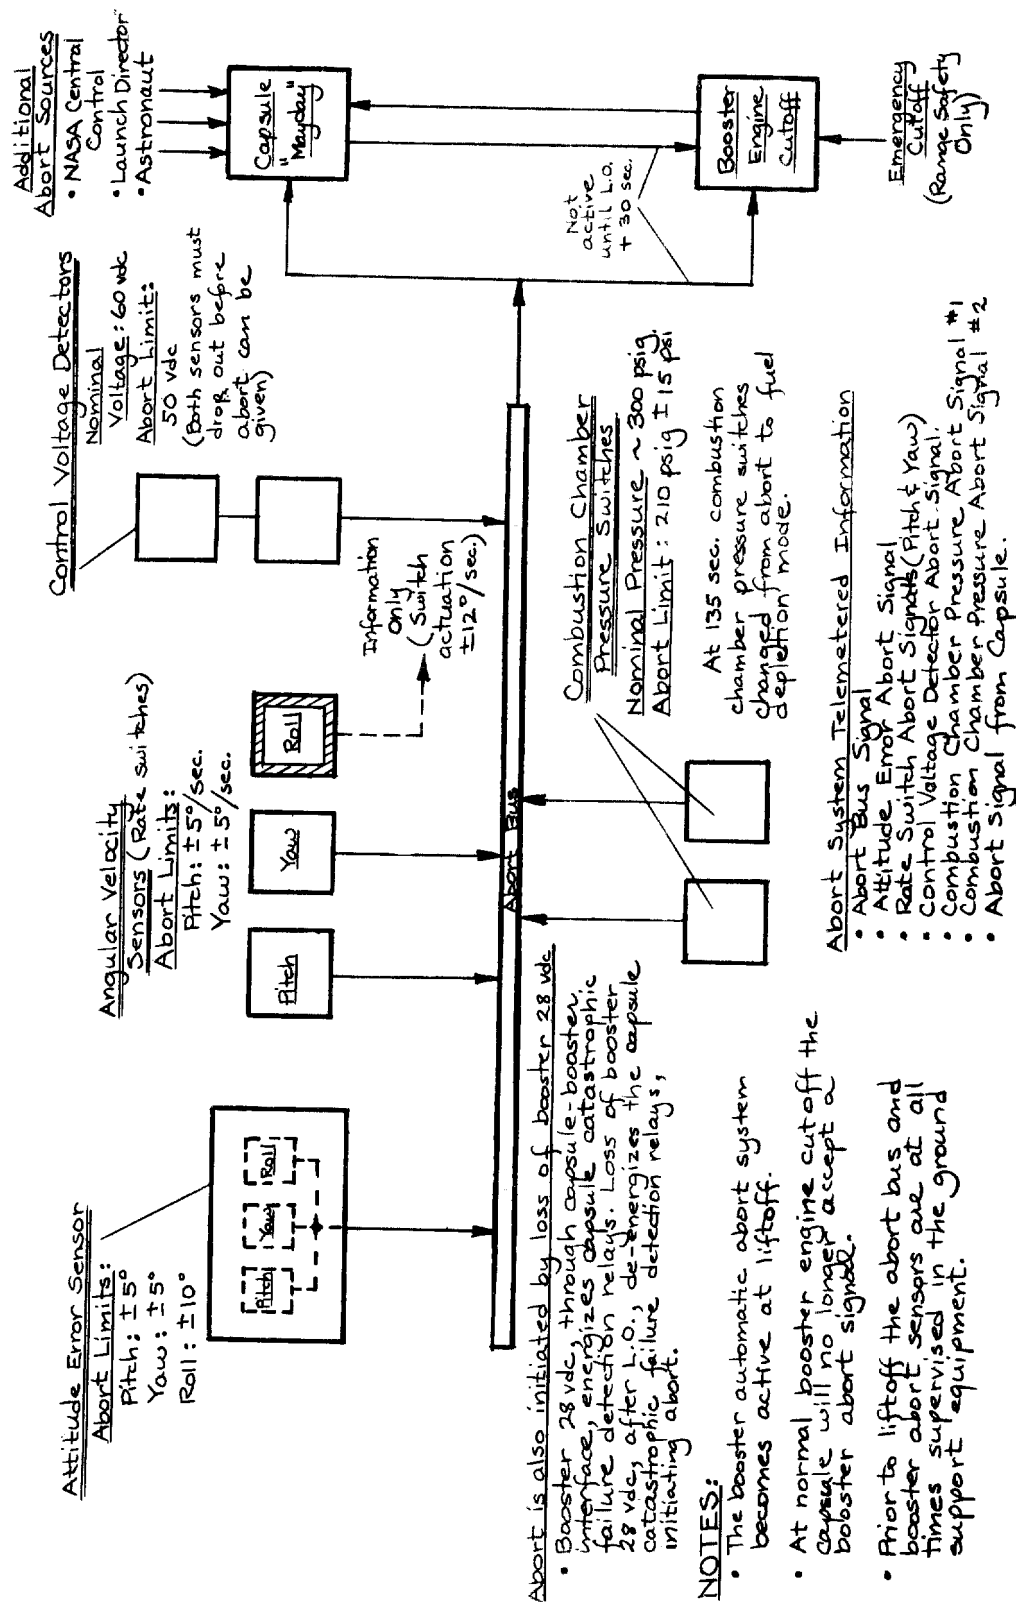 Attitude Error Sensor
Abort Limits:
Pitch: ±5°
Yaw: ±5°
Roll: ±10°
Pitch
Yaw
Roll
Angular Velocity
Sensors (Rate switches)
Abort Limits:
Pitch: ±5°/sec.
Yaw: ±5°/sec.
Pitch
Yaw
Roll
Information
Only
(Switch
actuation
±12°/sec.)
Control Voltage Detectors
Nominal
Voltage: 60 vdc
Abort Limit:
50 vdc
(Both sensors must
drop out before
abort can be
given)
Additional
Abort Sources
• NASA Central
Control
• Launch Director
• Astronaut
Capsule
"Mayday"
Not
active
until L.O.
+ 30 sec.
Booster
Engine
Cutoff
Emergency
Cutoff
(Range Safety
Only)
Abort Bus
Combustion Chamber
Pressure Switches
Nominal Pressure ~ 300 psig.
Abort Limit: 210 psig ± 15 psi
At 135 sec. combustion
chamber pressure switches
changed from abort to fuel
depletion mode.
Abort is also initiated by loss of booster 28 vdc
• Booster 28 vdc, through capsule-booster
interface, energizes capsule catastrophic
failure detection relays. Loss of booster
28 vdc, after L.O., de-energizes the capsule
catastrophic failure detection relays,
initiating abort.
NOTES:
• The booster automatic abort system
becomes active at liftoff.
• At normal booster engine cutoff the
capsule will no longer accept a
booster abort signal.
• Prior to liftoff the abort bus and
booster abort sensors are at all
times supervised in the ground
support equipment.
Abort System Telemetered Information
• Abort Bus Signal
• Attitude Error Abort Signal
• Rate Switch Abort Signals (Pitch & Yaw)
• Control Voltage Detector Abort Signal.
• Combustion Chamber Pressure Abort Signal #1
• Combustion Chamber Pressure Abort Signal #2
• Abort Signal from Capsule.